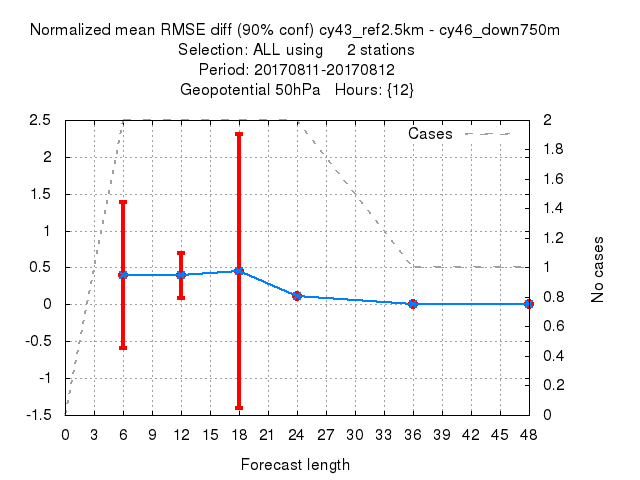 Normalized mean RMSE diff (90% conf) cy43_ref2.5km - cy46_down750m
Selection: ALL using 2 stations
Period: 20170811-20170812
Geopotential 50hPa Hours: {12}
Cases
2.5
2
1.5
1
0.5
0
-0.5
-1
-1.5
2
1.8
1.6
1.4
1.2
1
0.8
0.6
0.4
0.2
0
No cases
0 3 6 9 12 15 18 21 24 27 30 33 36 39 42 45 48
Forecast length